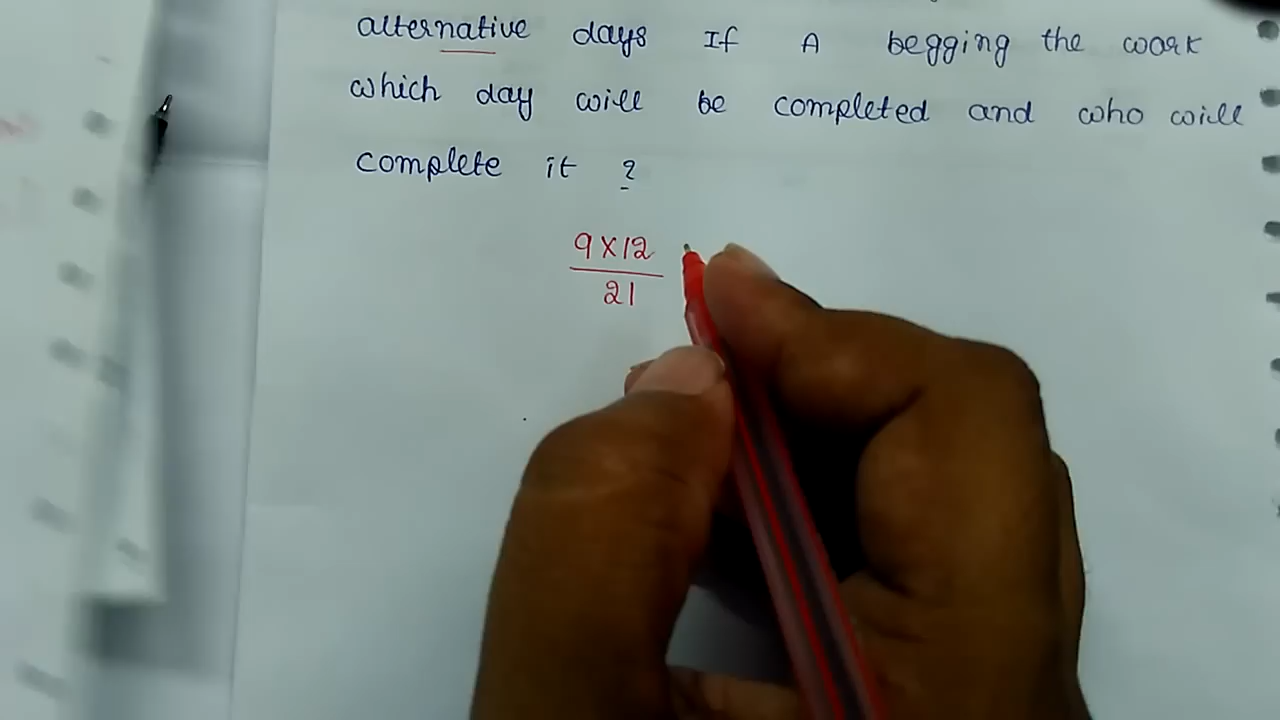 alternative days If A begging the work
which day will be completed and who will
complete it ?
9 X 12
21